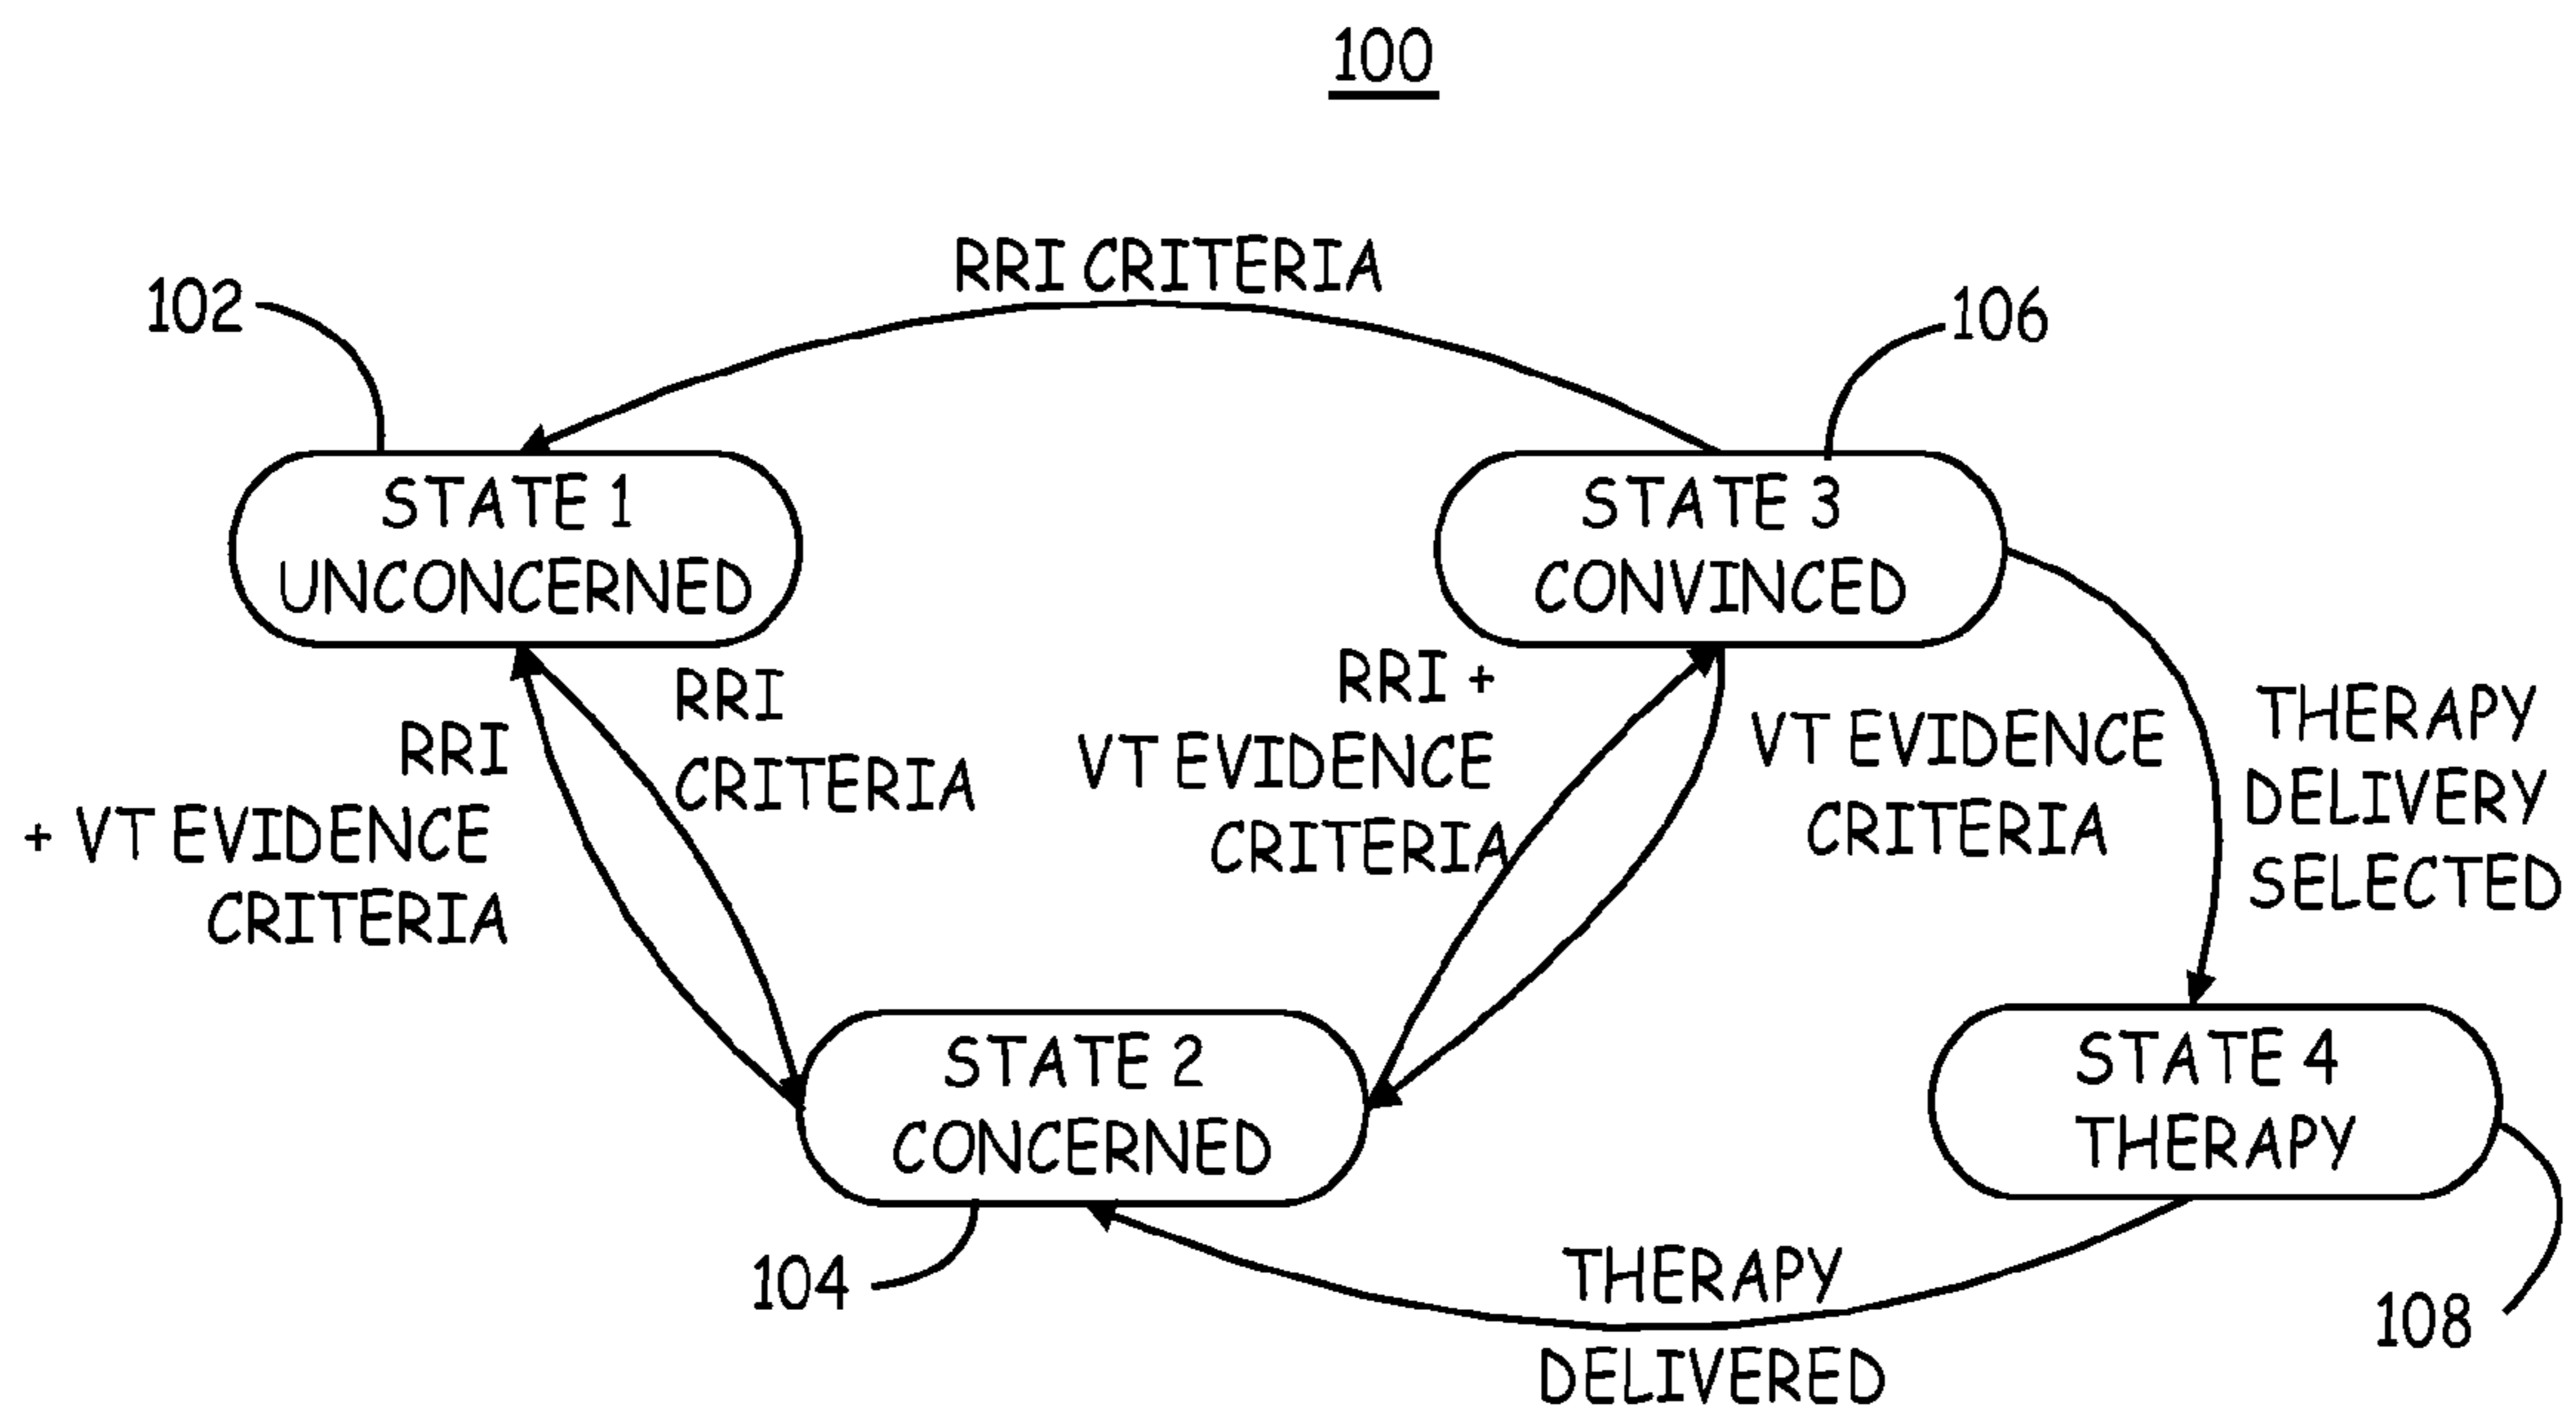 100
RRI CRITERIA
102
106
STATE 1
UNCONCERNED
STATE 3
CONVINCED
RRI
+ VT EVIDENCE
CRITERIA
RRI
CRITERIA
RRI +
VT EVIDENCE
CRITERIA
VT EVIDENCE
CRITERIA
THERAPY
DELIVERY
SELECTED
STATE 2
CONCERNED
STATE 4
THERAPY
104
THERAPY
DELIVERED
108